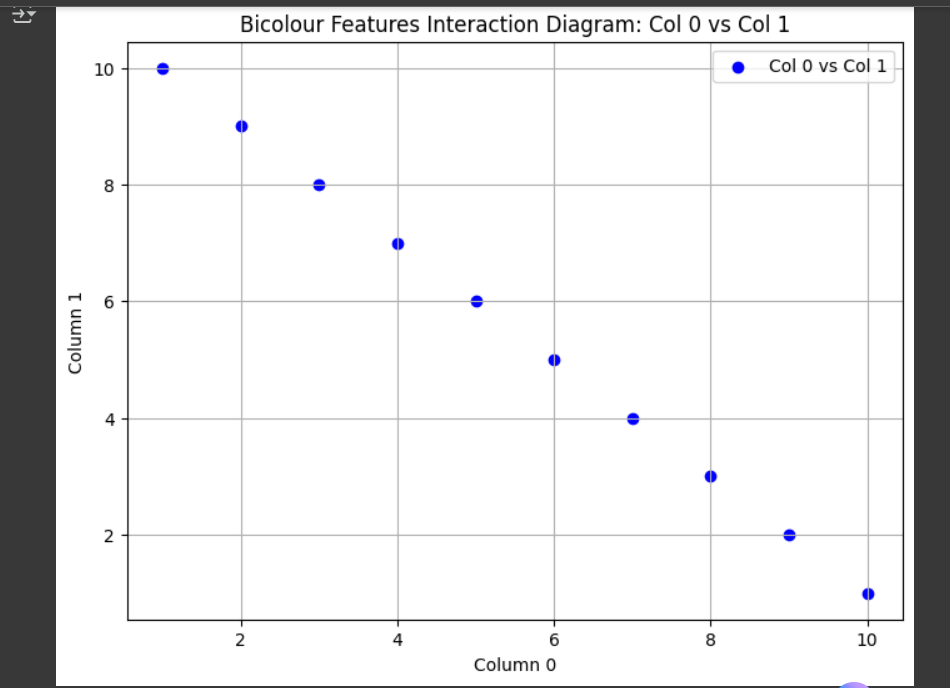 Bicolour Features Interaction Diagram: Col 0 vs Col 1
Col 0 vs Col 1
10
8
6
4
2
Column 1
2 4 6 8 10
Column 0